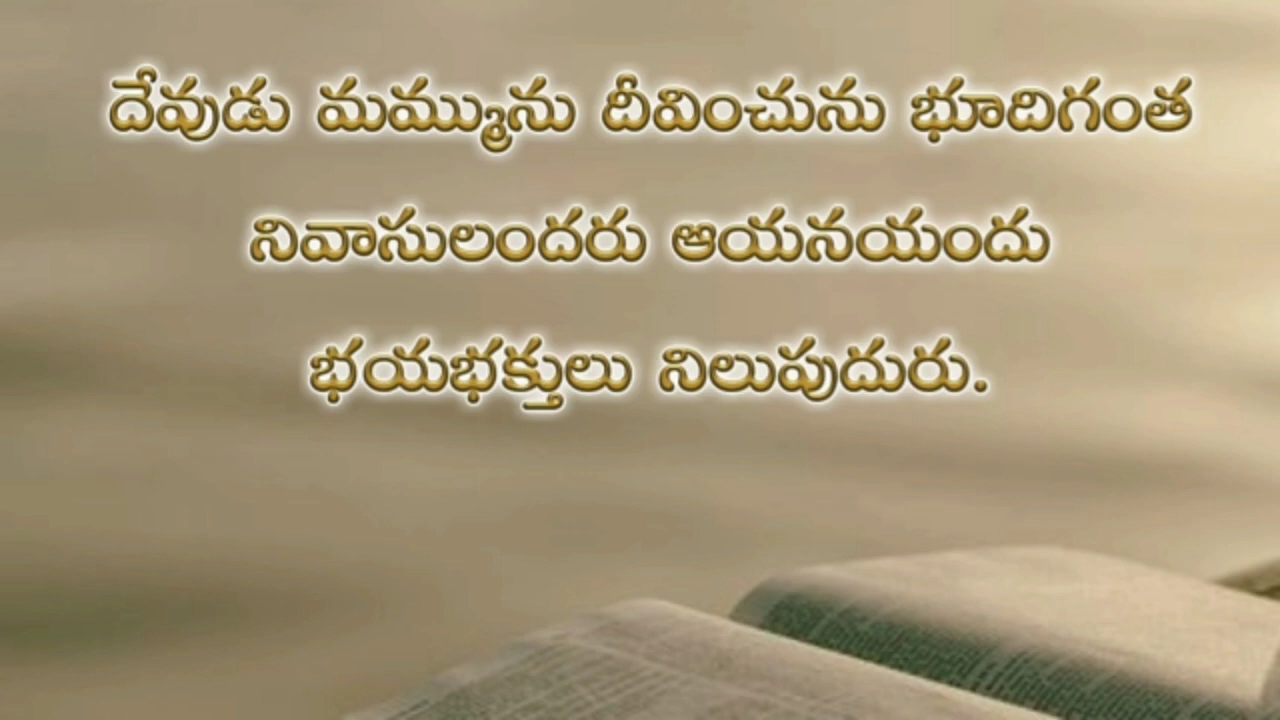 దేవుడు మమ్మును దీవించును భూదిగంత
నివాసులందరు ఆయనయందు
భయభక్తులు నిలుపుదురు.